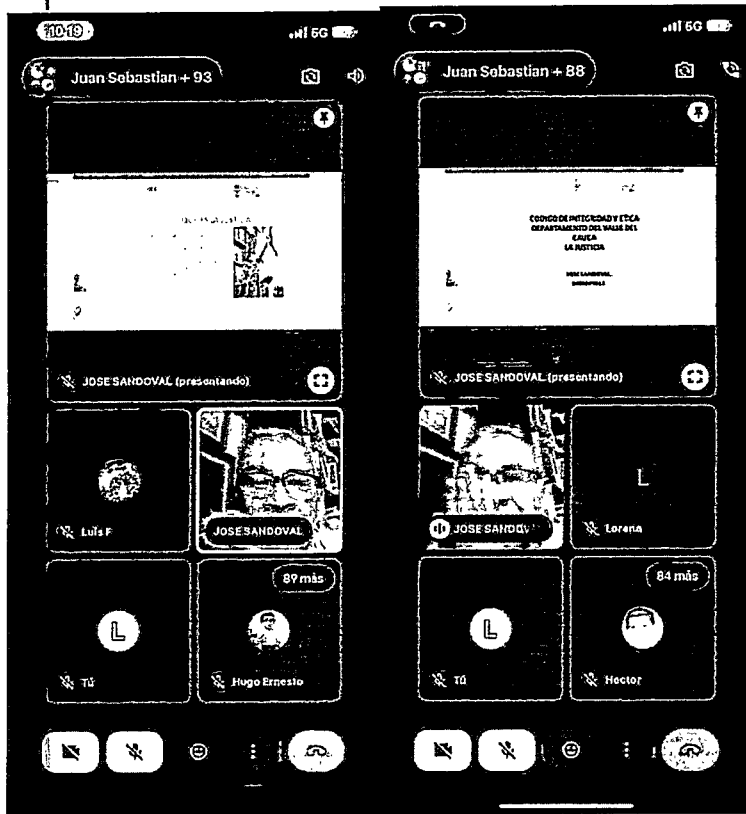 10:19
5G
Juan Sebastian + 93
JOSE SANDOVAL (presentando)
Luis F
JOSE SANDOVAL
L
Tú
89 más
Hugo Ernesto
5G
Juan Sebastian + 88
CODIGO DE INTEGRIDAD Y ETICA
DEPARTAMENTO DEL VALLE DEL
CAUCA
LA JUSTICIA
JOSE SANDOVAL
JOSE SANDOVAL (presentando)
JOSE SANDOV
L
Lorena
L
Tú
84 más
Hector